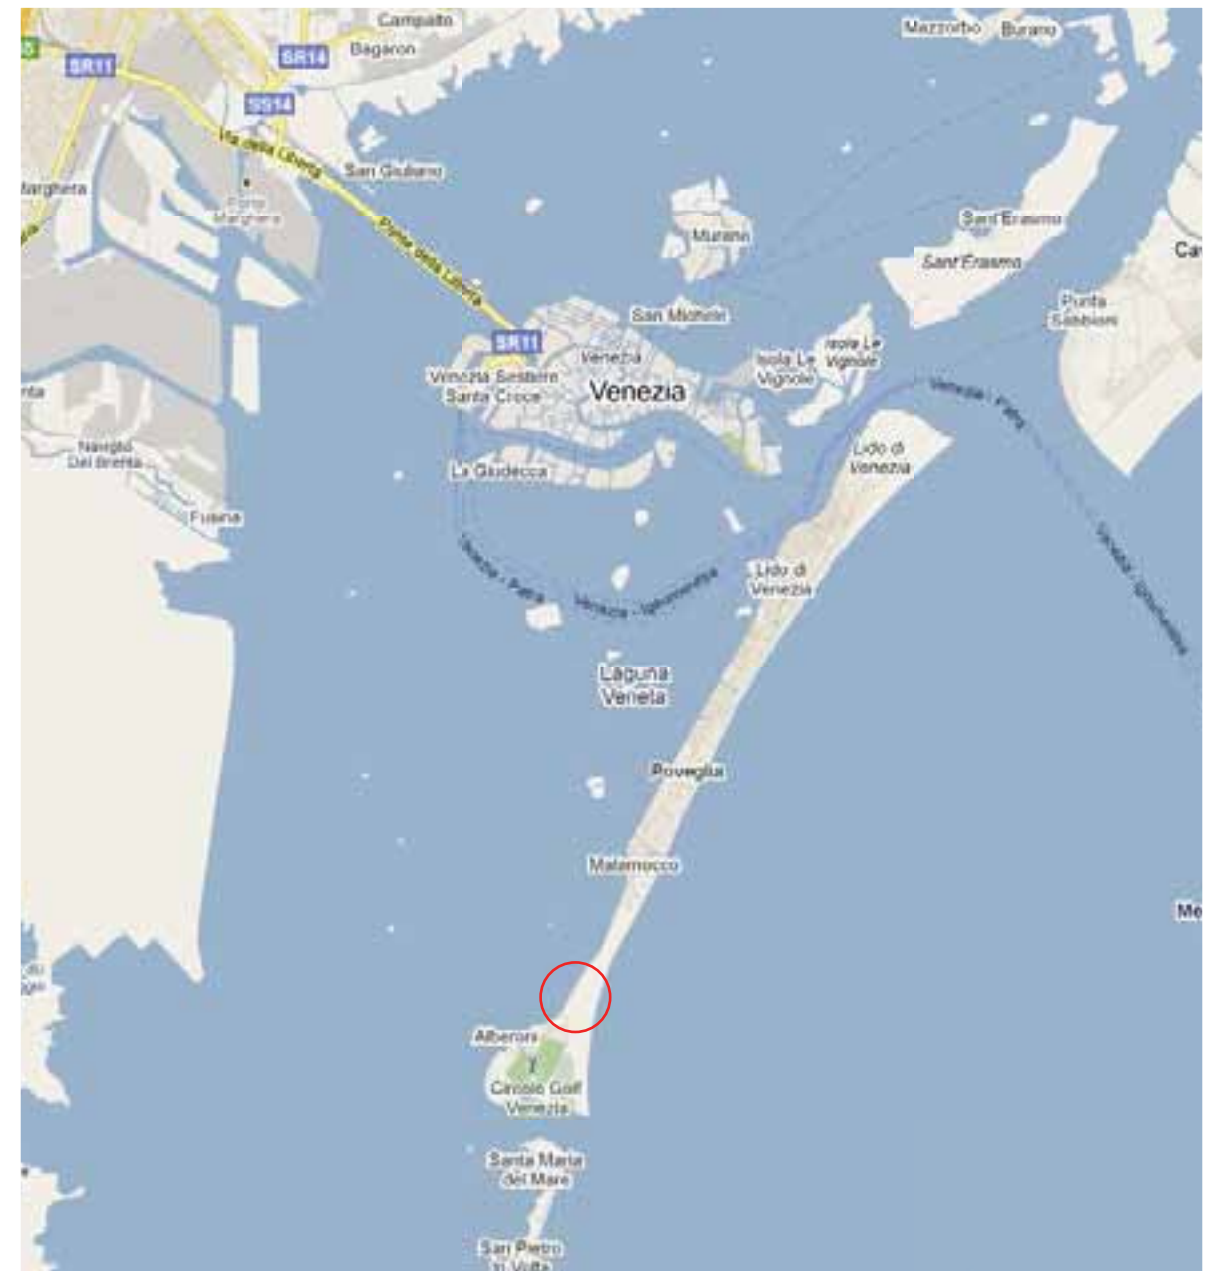 Campalto
Mazzorbo
Burano
SR14
Bagaron
SR11
SS14
Via della Libertà
San Giuliano
Marghera
Porto
Marghera
Murano
Sant'Erasmo
Sant'Erasmo
Ponte della Libertà
Punta
Sabbioni
San Michele
SR11
Isola Le
Vignole
Isola Le
Vignole
Venezia
Venezia Sestiere
Santa Croce
Venezia
Venezia - Patra
Naviglio
Del Brenta
Lido di
Venezia
La Giudecca
Fusina
Venezia - Patra
Venezia - Igoumenitsa
Venezia - Igoumenitsa
Lido di
Venezia
Laguna
Veneta
Poveglia
Malamocco
Me
Alberoni
Circolo Golf
Venezia
Santa Maria
del Mare
San Pietro
in Volta